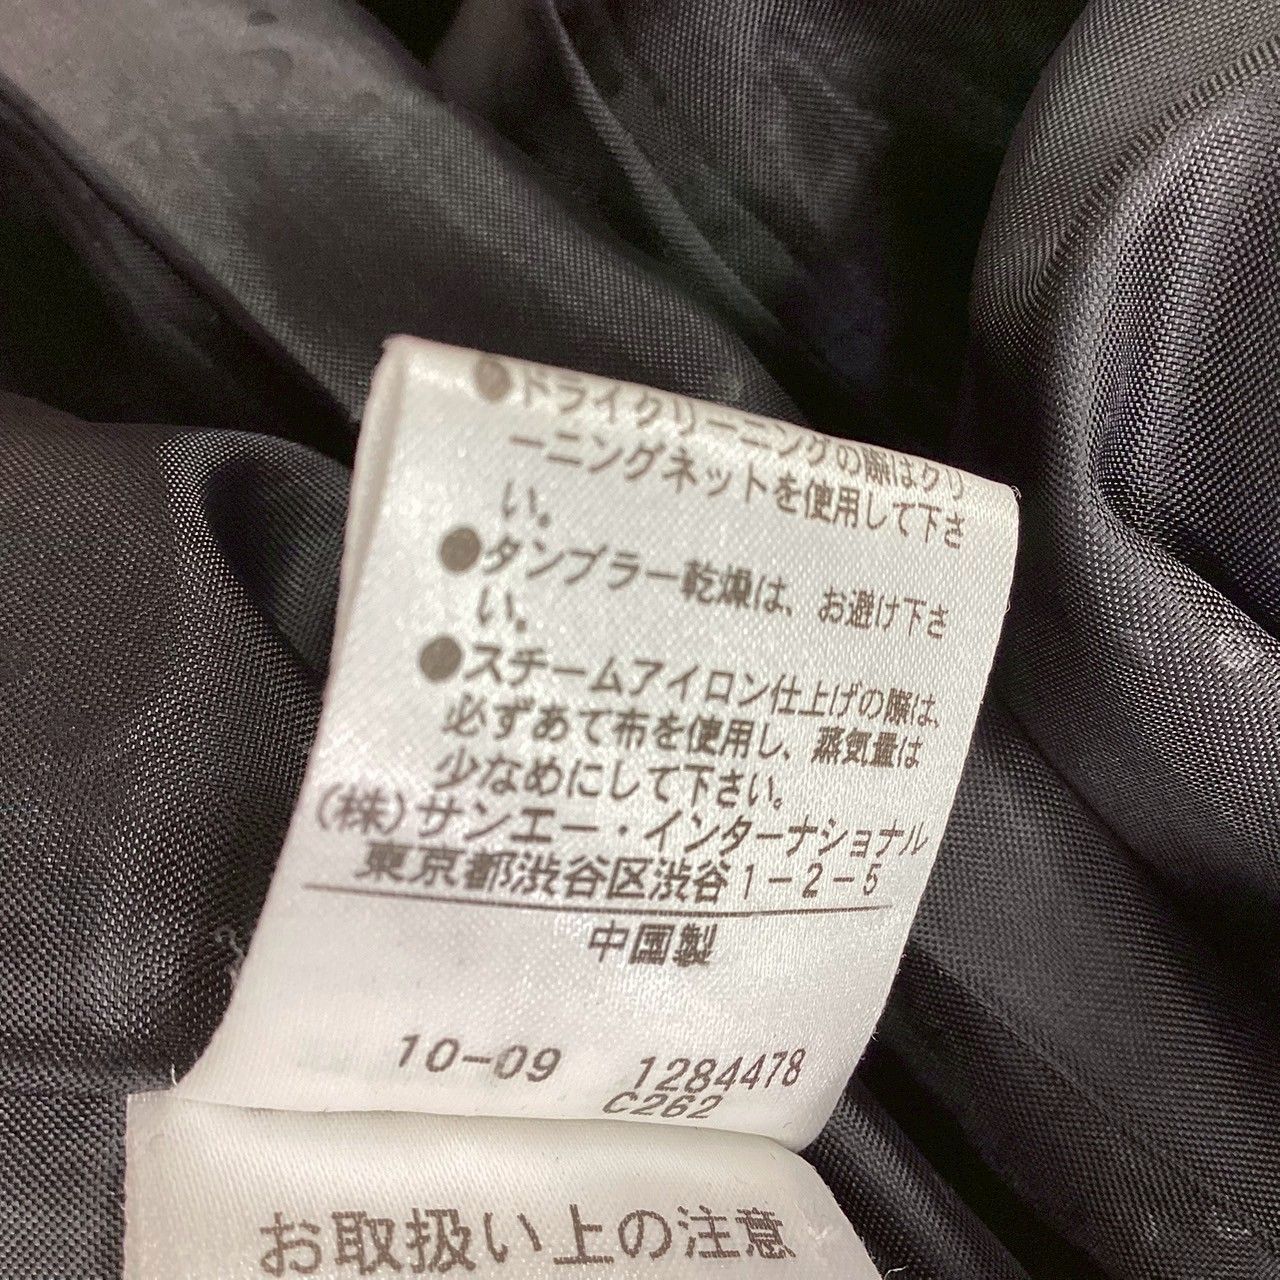 ●ドライクリーニングの際はクリ
ーニングネットを使用して下さ
い。
●タンブラー乾燥は、お避け下さ
い。
●スチームアイロン仕上げの際は、
必ずあて布を使用し、蒸気量は
少なめにして下さい。
(株)サンエー・インターナショナル
東京都渋谷区渋谷1-2-5
中国製
10-09 1284478
C262
お取扱い上の注意